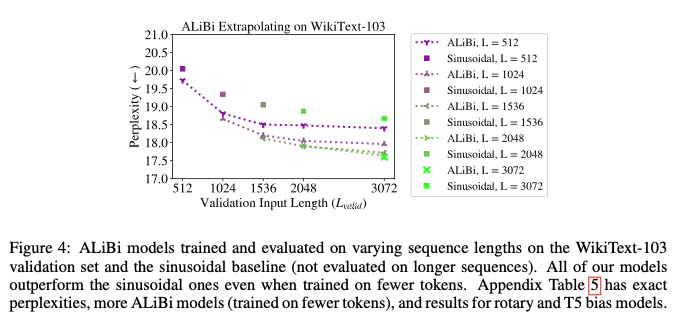 ALiBi Extrapolating on WikiText-103
21.0
20.5
20.0
19.5
19.0
18.5
18.0
17.5
17.0
Perplexity (←)
512 1024 1536 2048 3072
Validation Input Length (Lvalid)
ALiBi, L = 512
Sinusoidal, L = 512
ALiBi, L = 1024
Sinusoidal, L = 1024
ALiBi, L = 1536
Sinusoidal, L = 1536
ALiBi, L = 2048
Sinusoidal, L = 2048
ALiBi, L = 3072
Sinusoidal, L = 3072
Figure 4: ALiBi models trained and evaluated on varying sequence lengths on the WikiText-103
validation set and the sinusoidal baseline (not evaluated on longer sequences). All of our models
outperform the sinusoidal ones even when trained on fewer tokens. Appendix Table 5 has exact
perplexities, more ALiBi models (trained on fewer tokens), and results for rotary and T5 bias models.